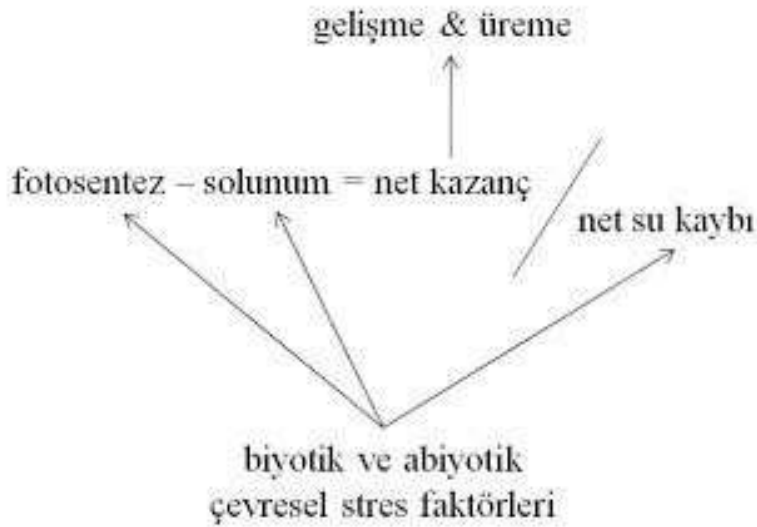 gelişme & üreme
fotosentez – solunum = net kazanç
net su kaybı
biyotik ve abiyotik
çevresel stres faktörleri